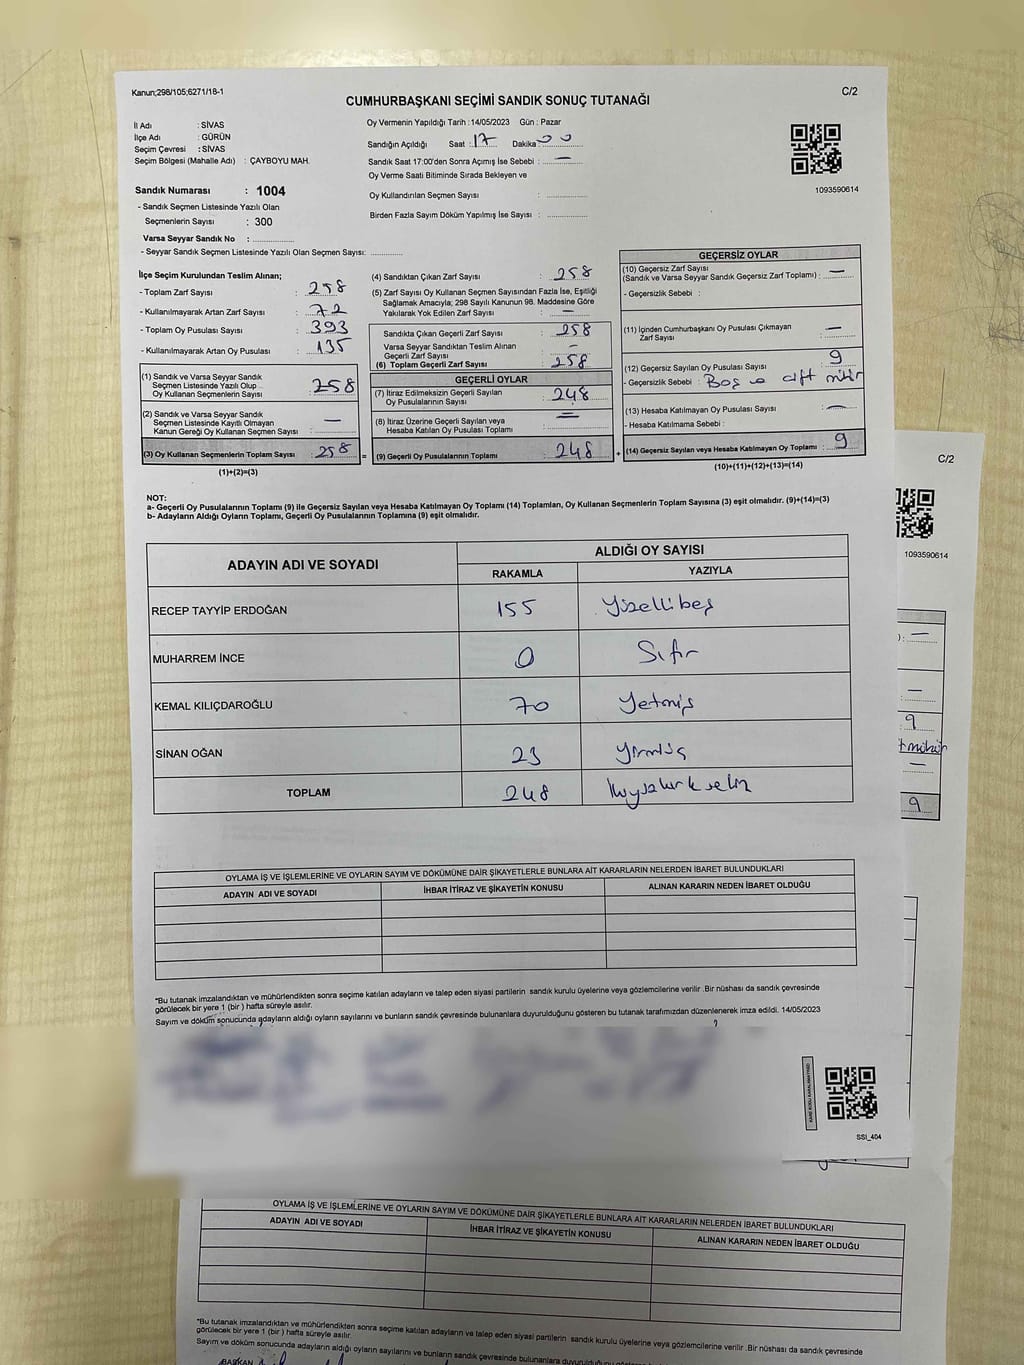 Kanun;298/105;6271/18-1
C/2
CUMHURBAŞKANI SEÇİMİ SANDIK SONUÇ TUTANAĞI
İl Adı : SİVAS
İlçe Adı : GÜRÜN
Seçim Çevresi : SİVAS
Seçim Bölgesi (Mahalle Adı) : ÇAYBOYU MAH.
Sandık Numarası : 1004
- Sandık Seçmen Listesinde Yazılı Olan
Seçmenlerin Sayısı : 300
Varsa Seyyar Sandık No :
- Seyyar Sandık Seçmen Listesinde Yazılı Olan Seçmen Sayısı:
Oy Vermenin Yapıldığı Tarih : 14/05/2023 Gün : Pazar
Sandığın Açıldığı Saat : 17 Dakika : 00
Sandık Saat 17:00'den Sonra Açımış İse Sebebi : —
Oy Verme Saati Bitiminde Sırada Bekleyen ve
Oy Kullandırılan Seçmen Sayısı :
Birden Fazla Sayım Döküm Yapılmış İse Sayısı :
1093590614
İlçe Seçim Kurulundan Teslim Alınan;
- Toplam Zarf Sayısı : 258
- Kullanılmayarak Artan Zarf Sayısı : 72
- Toplam Oy Pusulası Sayısı : 393
- Kullanılmayarak Artan Oy Pusulası : 135
(1) Sandık ve Varsa Seyyar Sandık
Seçmen Listesinde Yazılı Olup
Oy Kullanan Seçmenlerin Sayısı : 258
(2) Sandık ve Varsa Seyyar Sandık
Seçmen Listesinde Kayıtlı Olmayan
Kanun Gereği Oy Kullanan Seçmen Sayısı : —
(3) Oy Kullanan Seçmenlerin Toplam Sayısı : 258
(1)+(2)=(3)
(4) Sandıktan Çıkan Zarf Sayısı : 258
(5) Zarf Sayısı Oy Kullanan Seçmen Sayısından Fazla İse, Eşitliği
Sağlamak Amacıyla; 298 Sayılı Kanunun 98. Maddesine Göre
Yakılarak Yok Edilen Zarf Sayısı : —
Sandıkta Çıkan Geçerli Zarf Sayısı : 258
Varsa Seyyar Sandıktan Teslim Alınan
Geçerli Zarf Sayısı : —
(6) Toplam Geçerli Zarf Sayısı : 258
GEÇERLİ OYLAR
(7) İtiraz Edilmeksizin Geçerli Sayılan
Oy Pusulalarının Sayısı : 248
(8) İtiraz Üzerine Geçerli Sayılan veya
Hesaba Katılan Oy Pusulası Toplamı : =
= (9) Geçerli Oy Pusulalarının Toplamı : 248
GEÇERSİZ OYLAR
(10) Geçersiz Zarf Sayısı
(Sandık ve Varsa Seyyar Sandık Geçersiz Zarf Toplamı) : —
- Geçersizlik Sebebi :
(11) İçinden Cumhurbaşkanı Oy Pusulası Çıkmayan
Zarf Sayısı : —
(12) Geçersiz Sayılan Oy Pusulası Sayısı : 9
- Geçersizlik Sebebi : Boş ve çift mühür
(13) Hesaba Katılmayan Oy Pusulası Sayısı : —
- Hesaba Katılmama Sebebi :
+ (14) Geçersiz Sayılan veya Hesaba Katılmayan Oy Toplamı : 9
(10)+(11)+(12)+(13)=(14)
NOT:
a- Geçerli Oy Pusulalarının Toplamı (9) ile Geçersiz Sayılan veya Hesaba Katılmayan Oy Toplamı (14) Toplamları, Oy Kullanan Seçmenlerin Toplam Sayısına (3) eşit olmalıdır. (9)+(14)=(3)
b- Adayların Aldığı Oyların Toplamı, Geçerli Oy Pusulalarının Toplamına (9) eşit olmalıdır.
ADAYIN ADI VE SOYADI
ALDIĞI OY SAYISI
RAKAMLA YAZIYLA
RECEP TAYYİP ERDOĞAN 155 Yüzellibeş
MUHARREM İNCE 0 Sıfır
KEMAL KILIÇDAROĞLU 70 Yetmiş
SİNAN OĞAN 23
TOPLAM 248
OYLAMA İŞ VE İŞLEMLERİNE VE OYLARIN SAYIM VE DÖKÜMÜNE DAİR ŞİKAYETLERLE BUNLARA AİT KARARLARIN NELERDEN İBARET BULUNDUKLARI
ADAYIN ADI VE SOYADI İHBAR İTİRAZ VE ŞİKAYETİN KONUSU ALINAN KARARIN NEDEN İBARET OLDUĞU
*Bu tutanak imzalandıktan ve mühürlendikten sonra seçime katılan adayların ve talep eden siyasi partilerin sandık kurulu üyelerine veya gözlemcilerine verilir .Bir nüshası da sandık çevresinde
görülecek bir yere 1 (bir ) hafta süreyle asılır.
Sayım ve döküm sonucunda adayların aldığı oyların sayılarını ve bunların sandık çevresinde bulunanlara duyurulduğunu gösteren bu tutanak tarafımızdan düzenlenerek imza edildi. 14/05/2023
SSİ_404
C/2
1093590614
) : —
—
9
t mühür
—
9
OYLAMA İŞ VE İŞLEMLERİNE VE OYLARIN SAYIM VE DÖKÜMÜNE DAİR ŞİKAYETLERLE BUNLARA AİT KARARLARIN NELERDEN İBARET BULUNDUKLARI
ADAYIN ADI VE SOYADI İHBAR İTİRAZ VE ŞİKAYETİN KONUSU ALINAN KARARIN NEDEN İBARET OLDUĞU
*Bu tutanak imzalandıktan ve mühürlendikten sonra seçime katılan adayların ve talep eden siyasi partilerin sandık kurulu üyelerine veya gözlemcilerine verilir .Bir nüshası da sandık çevresinde
görülecek bir yere 1 (bir ) hafta süreyle asılır.
Sayım ve döküm sonucunda adayların aldığı oyların sayılarını ve bunların sandık çevresinde bulunanlara duyurulduğunu
BAŞKAN